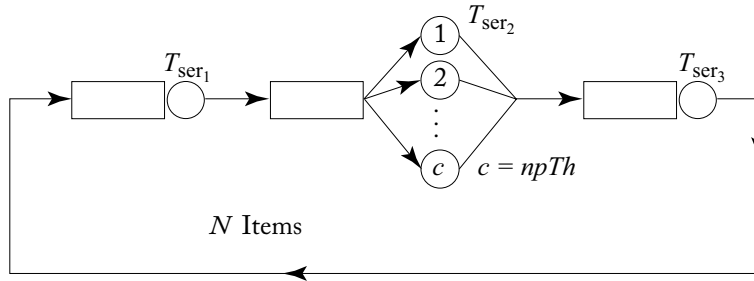 1
T_ser₂
T_ser₁
2
T_ser₃
c
c = npTh
N Items